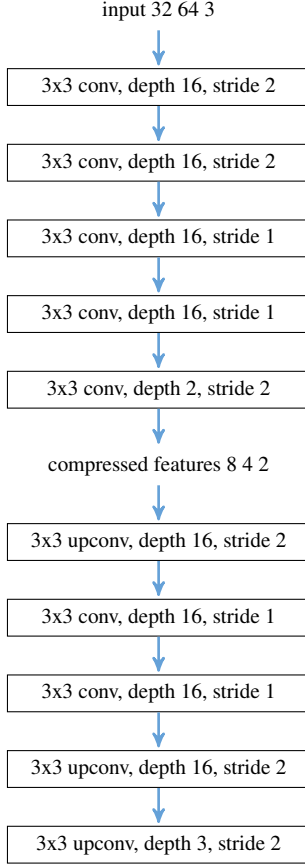 input 32 64 3
3x3 conv, depth 16, stride 2
3x3 conv, depth 16, stride 2
3x3 conv, depth 16, stride 1
3x3 conv, depth 16, stride 1
3x3 conv, depth 2, stride 2
compressed features 8 4 2
3x3 upconv, depth 16, stride 2
3x3 conv, depth 16, stride 1
3x3 conv, depth 16, stride 1
3x3 upconv, depth 16, stride 2
3x3 upconv, depth 3, stride 2